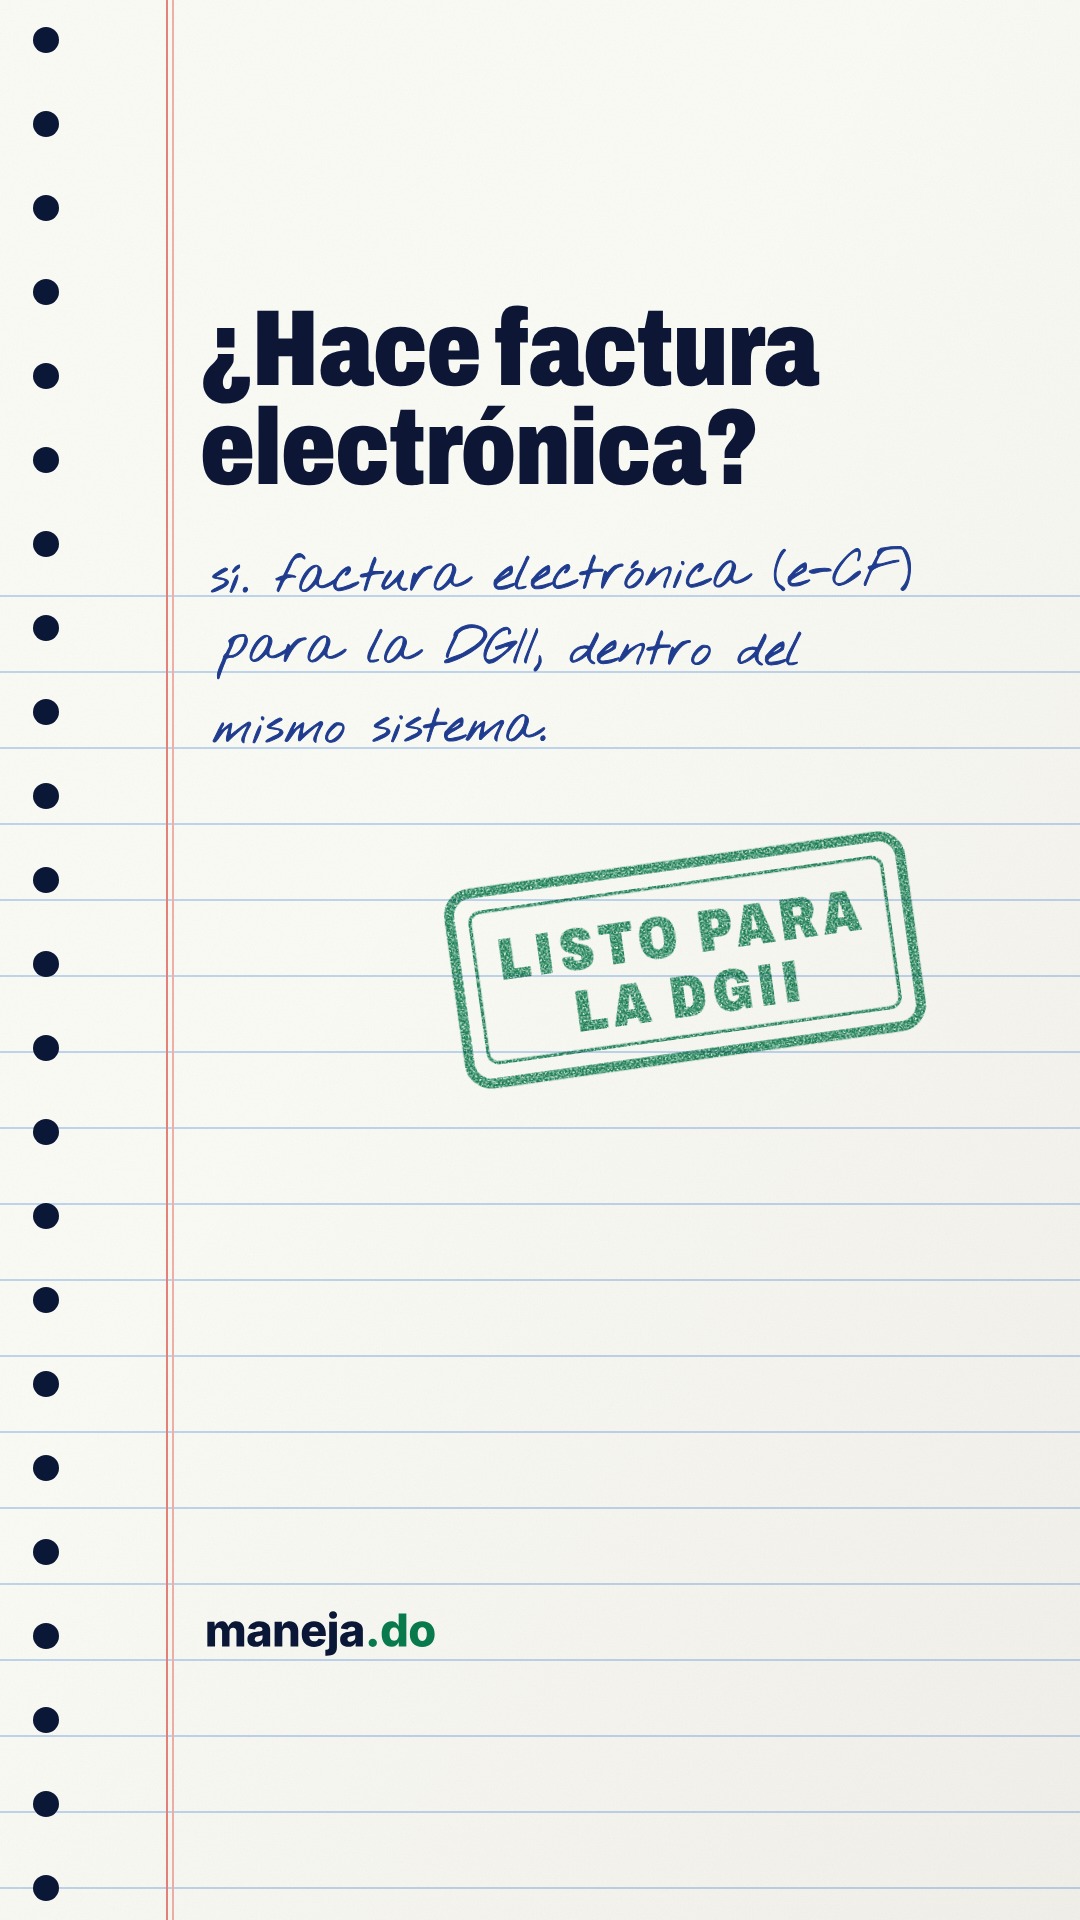 ¿Hace factura
electrónica?
sí. factura electrónica (e-CF)
para la DGII, dentro del
mismo sistema.
LISTO PARA
LA DGII
maneja.do